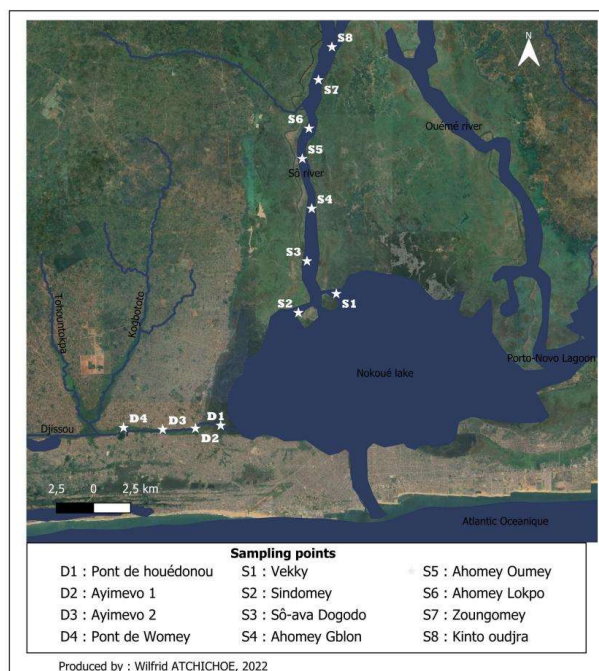 N
S8
S7
Ouémé river
S6
S5
Sô river
S4
S3
S1
S2
Tohountokpa
Kogbototo
Nokoué lake
Porto-Novo Lagoon
D4
D3
D1
D2
Djissou
2,5 0 2,5 km
Atlantic Oceanique
Sampling points
D1 : Pont de houédonou
S1 : Vekky
S5 : Ahomey Oumey
D2 : Ayimevo 1
S2 : Sindomey
S6 : Ahomey Lokpo
D3 : Ayimevo 2
S3 : Sô-ava Dogodo
S7 : Zoungomey
D4 : Pont de Womey
S4 : Ahomey Gblon
S8 : Kinto oudjra
Produced by : Wilfrid ATCHICHOE, 2022